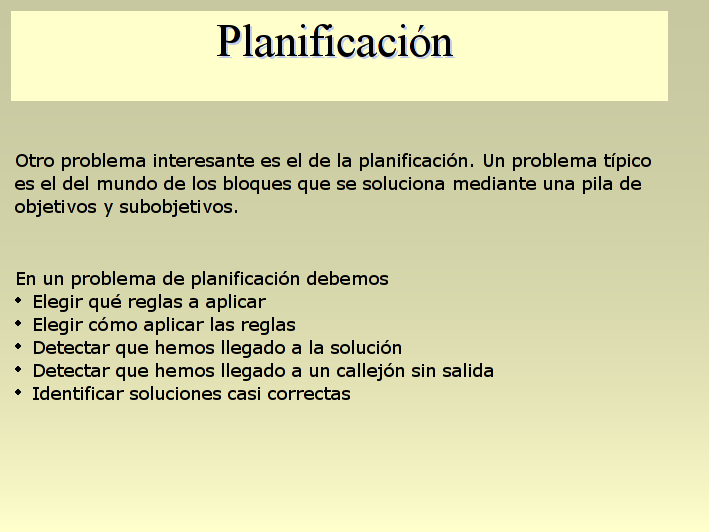 Planificación
Otro problema interesante es el de la planificación. Un problema típico
es el del mundo de los bloques que se soluciona mediante una pila de
objetivos y subobjetivos.
En un problema de planificación debemos
• Elegir qué reglas a aplicar
• Elegir cómo aplicar las reglas
• Detectar que hemos llegado a la solución
• Detectar que hemos llegado a un callejón sin salida
• Identificar soluciones casi correctas